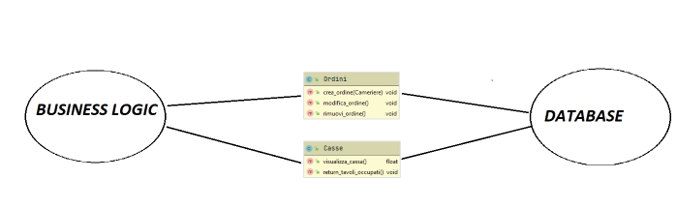 BUSINESS LOGIC
Ordini
crea_ordine(Cameriere) void
modifica_ordine() void
rimuovi_ordine() void
Casse
visualizza_cassa() float
return_tavoli_occupati() void
DATABASE